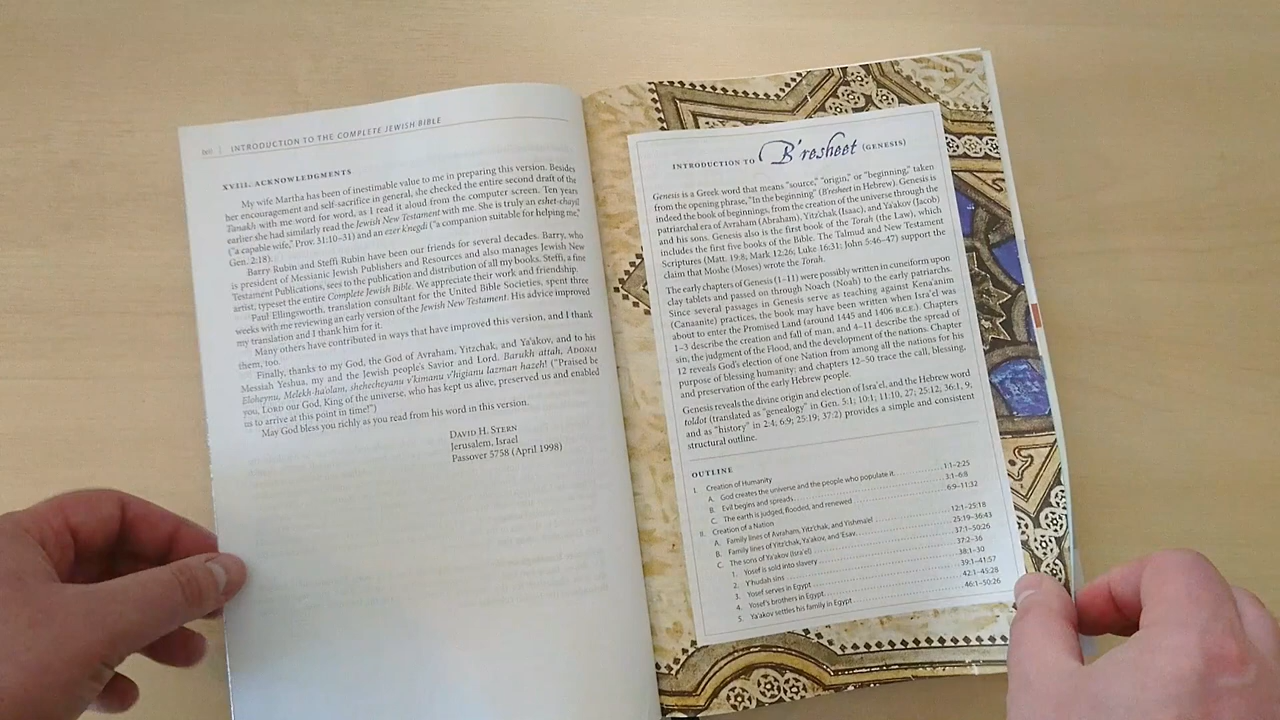 INTRODUCTION TO THE COMPLETE JEWISH BIBLE
XVIII. ACKNOWLEDGMENTS
My wife Martha has been of inestimable value to me in preparing this version. Besides
her encouragement and self-sacrifice in general, she checked the entire second draft of the
Tanakh with me word for word, as I read it aloud from the computer screen. Ten years
earlier she had similarly read the Jewish New Testament with me. She is truly an eshet-chayil
("a capable wife," Prov. 31:10–31) and an ezer k'negdi ("a companion suitable for helping me,"
Gen. 2:18).
Barry Rubin and Steffi Rubin have been our friends for several decades. Barry, who
is president of Messianic Jewish Publishers and Resources and also manages Jewish New
Testament Publications, sees to the publication and distribution of all my books. Steffi, a fine
artist, typeset the entire Complete Jewish Bible. We appreciate their work and friendship.
Paul Ellingsworth, translation consultant for the United Bible Societies, spent three
weeks with me reviewing an early version of the Jewish New Testament. His advice improved
my translation and I thank him for it.
Many others have contributed in ways that have improved this version, and I thank
them, too.
Finally, thanks to my God, the God of Avraham, Yitzchak, and Ya'akov, and to his
Messiah Yeshua, my and the Jewish people's Savior and Lord. Barukh attah, ADONAI
Eloheynu, Melekh-ha'olam, shehecheyanu v'kimanu v'higianu lazman hazeh! ("Praised be
you, LORD our God, King of the universe, who has kept us alive, preserved us and enabled
us to arrive at this point in time!")
May God bless you richly as you read from his word in this version.
DAVID H. STERN
Jerusalem, Israel
Passover 5758 (April 1998)
INTRODUCTION TO B'resheet (GENESIS)
Genesis is a Greek word that means "source," "origin," or "beginning," taken
from the opening phrase, "In the beginning" (B'resheet in Hebrew). Genesis is
indeed the book of beginnings, from the creation of the universe through the
patriarchal era of Avraham (Abraham), Yitz'chak (Isaac), and Ya'akov (Jacob)
and his sons. Genesis also is the first book of the Torah (the Law), which
include the first five books of the Bible. The Talmud and New Testament
Scriptures (Matt. 19:8, Mark 12:26; Luke 16:31; John 5:46–47) support the
claim that Moshe (Moses) wrote the Torah.
The early chapters of Genesis (1–11) were possibly written in cuneiform upon
clay tablets and passed on through Noach (Noah) to the early patriarchs.
Since several passages in Genesis serve as teaching against Kena'anim
(Canaanite) practices, the book may have been written when Isra'el was
about to enter the Promised Land (around 1445 and 1406 B.C.E.). Chapters
1–3 describe the creation and fall of man, and 4–11 describe the spread of
sin, the judgment of the Flood, and the development of the nations. Chapter
12 reveals God's election of one Nation from among all the nations for his
purpose of blessing humanity; and chapters 12–50 trace the call, blessing,
and preservation of the early Hebrew people.
Genesis reveals the divine origin and election of Isra'el, and the Hebrew word
toldot (translated as "genealogy" in Gen. 5:1; 10:1; 11:10, 27; 25:12; 36:1, 9,
and as "history" in 2:4; 6:9; 25:19; 37:2) provides a simple and consistent
structural outline.
OUTLINE
I. Creation of Humanity
A. God creates the universe and the people who populate it 1:1–2:25
B. Evil begins and spreads 3:1–6:8
C. The earth is judged, flooded, and renewed 6:9–11:32
II. Creation of a Nation
A. Family lines of Avraham, Yitz'chak, and Yishma'el 12:1–25:18
B. Family lines of Yitz'chak, Ya'akov, and 'Esav 25:19–36:43
C. The sons of Ya'akov (Isra'el) 37:1–50:26
1. Yosef is sold into slavery 37:2–36
2. Y'hudah sins 38:1–30
3. Yosef serves in Egypt 39:1–41:57
4. Yosef's brothers in Egypt 42:1–45:28
5. Ya'akov settles his family in Egypt 46:1–50:26